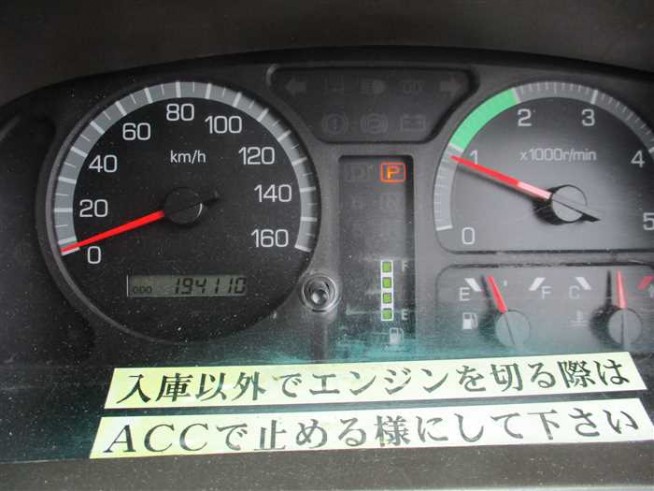 0 20 40 60 80 100 120 140 160
km/h
ODO 194110
P
F
E
0 1 2 3 4 5
x1000r/min
E F C
入庫以外でエンジンを切る際は
ACCで止める様にして下さい